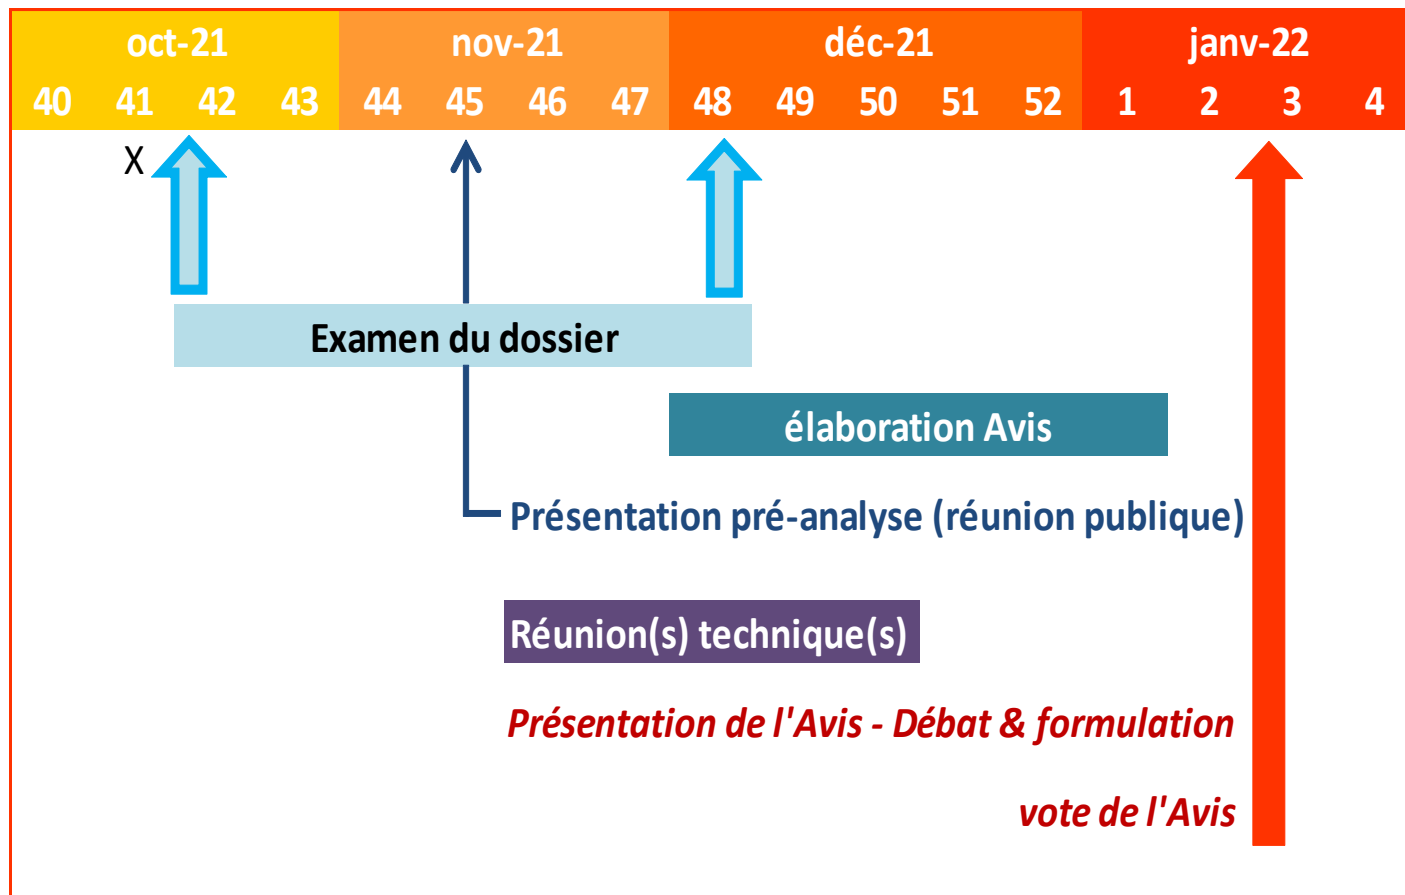 oct-21 nov-21 déc-21 janv-22
40 41 42 43 44 45 46 47 48 49 50 51 52 1 2 3 4
X
Examen du dossier
élaboration Avis
Présentation pré-analyse (réunion publique)
Réunion(s) technique(s)
Présentation de l'Avis - Débat & formulation
vote de l'Avis